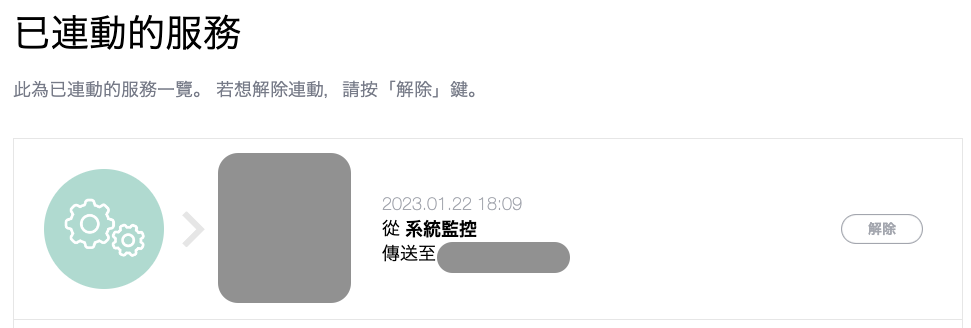 已連動的服務
此為已連動的服務一覽。 若想解除連動，請按「解除」鍵。
2023.01.22 18:09
從 系統監控
傳送至
解除